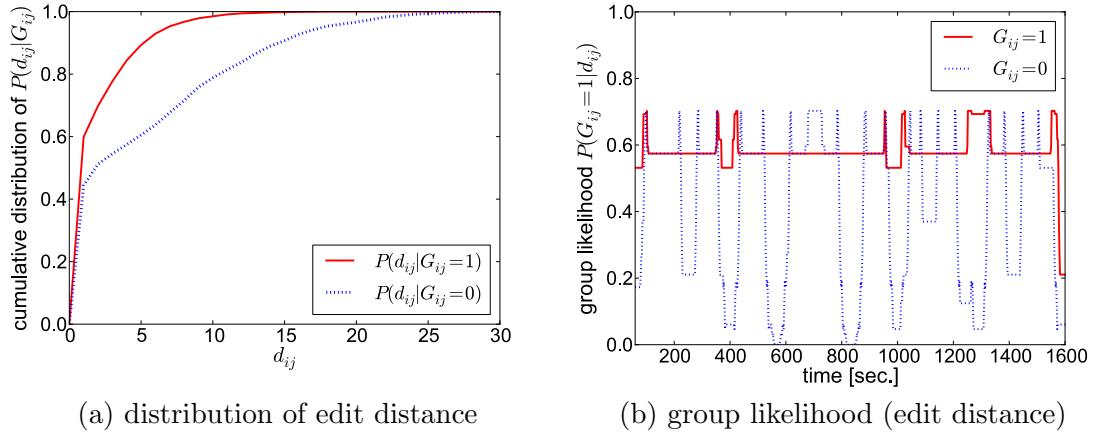 cumulative distribution of P(d_ij|G_ij)
1.0
0.8
0.6
0.4
0.2
0.0
0 5 10 15 20 25 30
d_ij
P(d_ij|G_ij=1)
P(d_ij|G_ij=0)
(a) distribution of edit distance
group likelihood P(G_ij=1|d_ij)
1.0
0.8
0.6
0.4
0.2
0.0
200 400 600 800 1000 1200 1400 1600
time [sec.]
G_ij=1
G_ij=0
(b) group likelihood (edit distance)